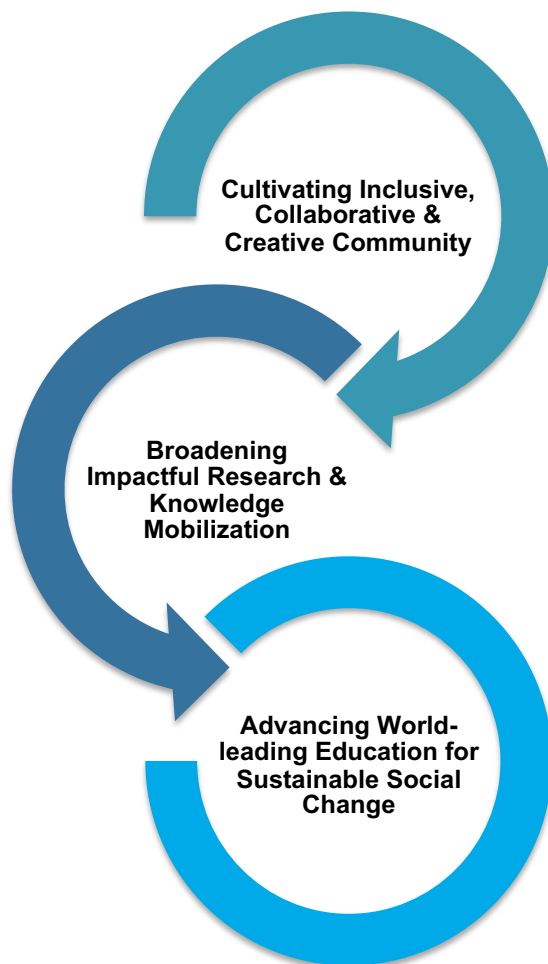 Cultivating Inclusive,
Collaborative &
Creative Community
Broadening
Impactful Research &
Knowledge
Mobilization
Advancing World-
leading Education for
Sustainable Social
Change